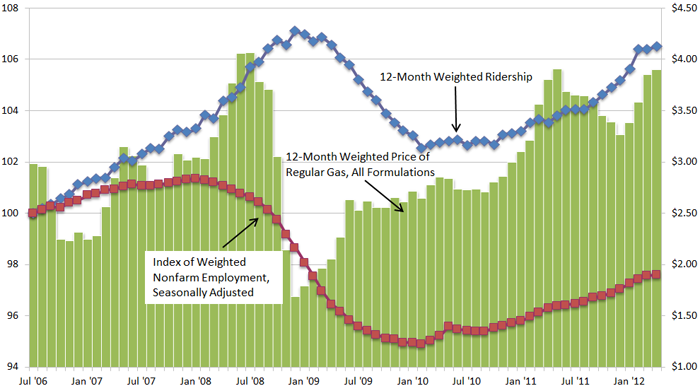 108
106
104
102
100
98
96
94
$4.50
$4.00
$3.50
$3.00
$2.50
$2.00
$1.50
$1.00
12-Month Weighted Ridership
12-Month Weighted Price of
Regular Gas, All Formulations
Index of Weighted
Nonfarm Employment,
Seasonally Adjusted
Jul '06
Jan '07
Jul '07
Jan '08
Jul '08
Jan '09
Jul '09
Jan '10
Jul '10
Jan '11
Jul '11
Jan '12